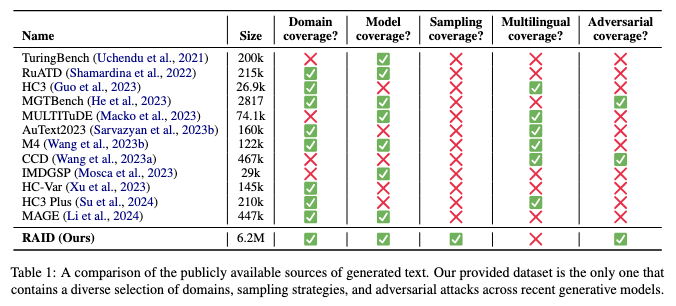 Name Size Domain coverage? Model coverage? Sampling coverage? Multilingual coverage? Adversarial coverage?
TuringBench (Uchendu et al., 2021) 200k ❌ ✅ ❌ ❌ ❌
RuATD (Shamardina et al., 2022) 215k ✅ ✅ ❌ ❌ ❌
HC3 (Guo et al., 2023) 26.9k ✅ ❌ ❌ ✅ ❌
MGTBench (He et al., 2023) 2817 ✅ ✅ ❌ ❌ ✅
MULTITuDE (Macko et al., 2023) 74.1k ❌ ✅ ❌ ✅ ❌
AuText2023 (Sarvazyan et al., 2023b) 160k ✅ ❌ ❌ ✅ ❌
M4 (Wang et al., 2023b) 122k ✅ ✅ ❌ ✅ ❌
CCD (Wang et al., 2023a) 467k ❌ ❌ ❌ ✅ ✅
IMDGSP (Mosca et al., 2023) 29k ❌ ✅ ❌ ❌ ❌
HC-Var (Xu et al., 2023) 145k ✅ ❌ ❌ ❌ ❌
HC3 Plus (Su et al., 2024) 210k ✅ ❌ ❌ ✅ ❌
MAGE (Li et al., 2024) 447k ✅ ✅ ❌ ❌ ❌
RAID (Ours) 6.2M ✅ ✅ ✅ ❌ ✅
Table 1: A comparison of the publicly available sources of generated text. Our provided dataset is the only one that
contains a diverse selection of domains, sampling strategies, and adversarial attacks across recent generative models.